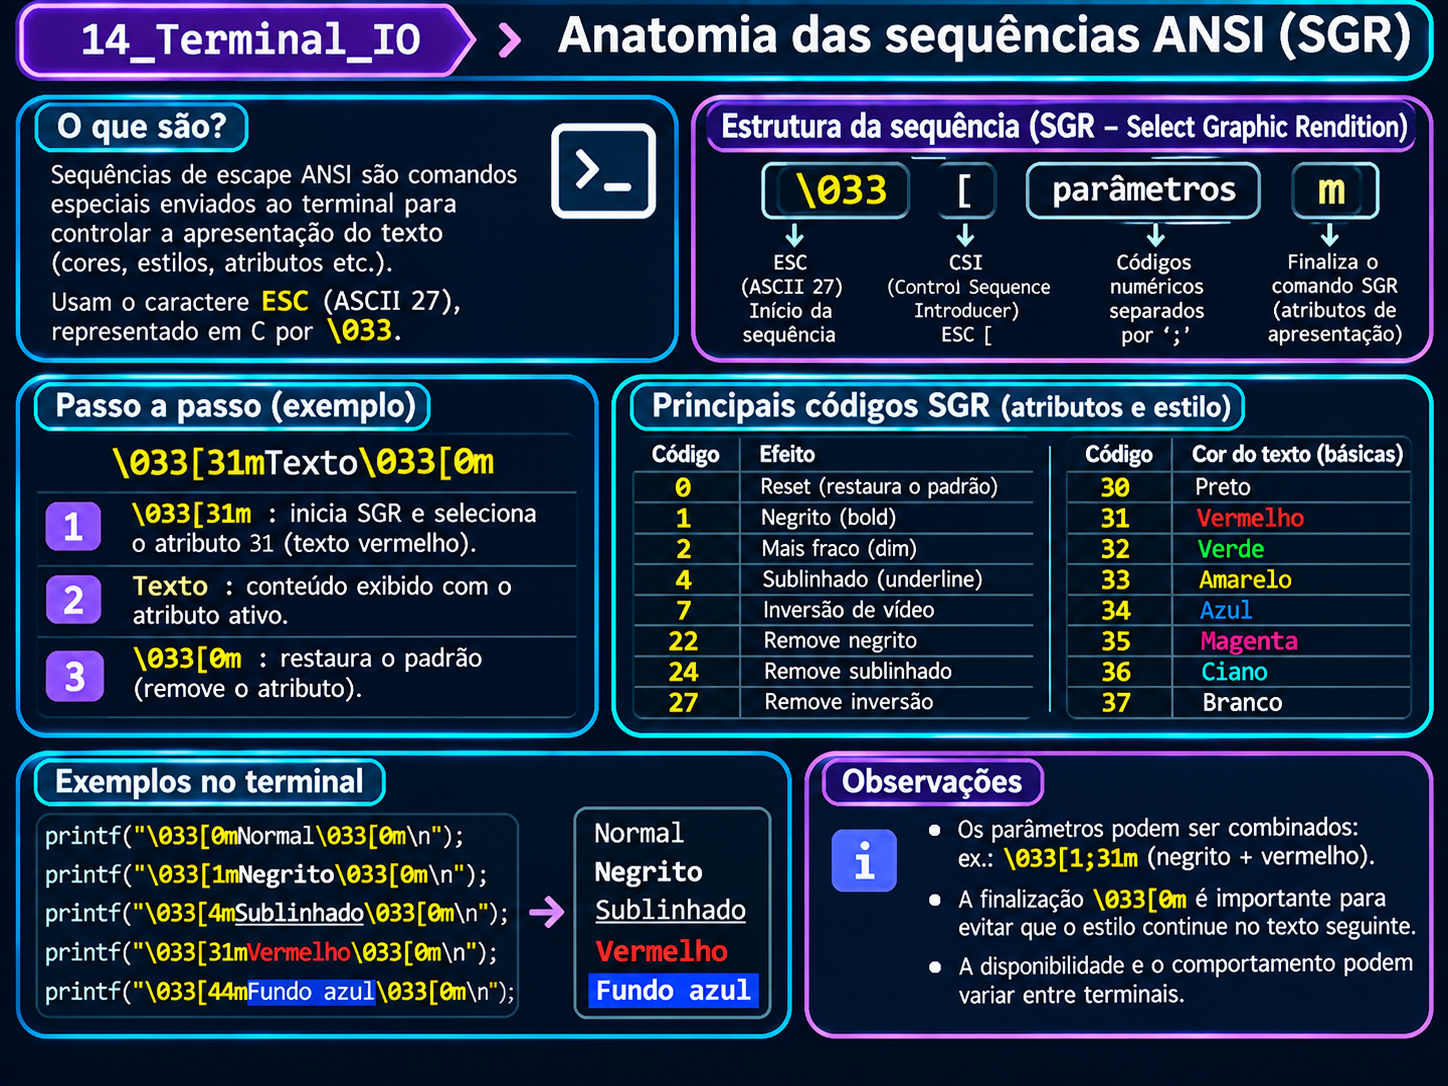 14_Terminal_IO
Anatomia das sequências ANSI (SGR)
O que são?
Sequências de escape ANSI são comandos
especiais enviados ao terminal para
controlar a apresentação do texto
(cores, estilos, atributos etc.).
Usam o caractere ESC (ASCII 27),
representado em C por \033.
>_
Estrutura da sequência (SGR – Select Graphic Rendition)
\033 [ parâmetros m
ESC
(ASCII 27)
Início da
sequência
CSI
(Control Sequence
Introducer)
ESC [
Códigos
numéricos
separados
por ‘;’
Finaliza o
comando SGR
(atributos de
apresentação)
Passo a passo (exemplo)
\033[31mTexto\033[0m
1 \033[31m : inicia SGR e seleciona
o atributo 31 (texto vermelho).
2 Texto : conteúdo exibido com o
atributo ativo.
3 \033[0m : restaura o padrão
(remove o atributo).
Principais códigos SGR (atributos e estilo)
Código Efeito
0 Reset (restaura o padrão)
1 Negrito (bold)
2 Mais fraco (dim)
4 Sublinhado (underline)
7 Inversão de vídeo
22 Remove negrito
24 Remove sublinhado
27 Remove inversão
Código Cor do texto (básicas)
30 Preto
31 Vermelho
32 Verde
33 Amarelo
34 Azul
35 Magenta
36 Ciano
37 Branco
Exemplos no terminal
printf("\033[0mNormal\033[0m\n");
printf("\033[1mNegrito\033[0m\n");
printf("\033[4mSublinhado\033[0m\n");
printf("\033[31mVermelho\033[0m\n");
printf("\033[44mFundo azul\033[0m\n");
Normal
Negrito
Sublinhado
Vermelho
Fundo azul
Observações
i
• Os parâmetros podem ser combinados:
ex.: \033[1;31m (negrito + vermelho).
• A finalização \033[0m é importante para
evitar que o estilo continue no texto seguinte.
• A disponibilidade e o comportamento podem
variar entre terminais.